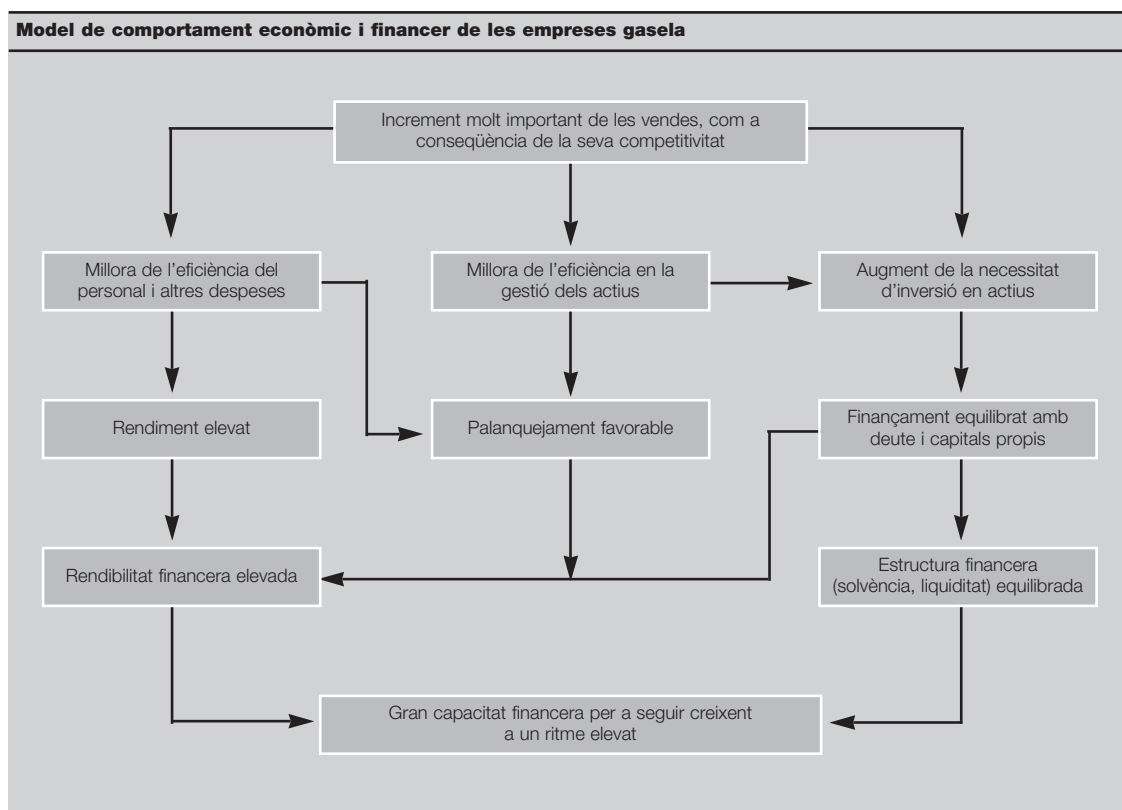 Model de comportament econòmic i financer de les empreses gasela
Increment molt important de les vendes, com a
conseqüència de la seva competitivitat
Millora de l'eficiència del
personal i altres despeses
Millora de l'eficiència en la
gestió dels actius
Augment de la necessitat
d'inversió en actius
Rendiment elevat
Palanquejament favorable
Finançament equilibrat amb
deute i capitals propis
Rendibilitat financera elevada
Estructura financera
(solvència, liquiditat) equilibrada
Gran capacitat financera per a seguir creixent
a un ritme elevat